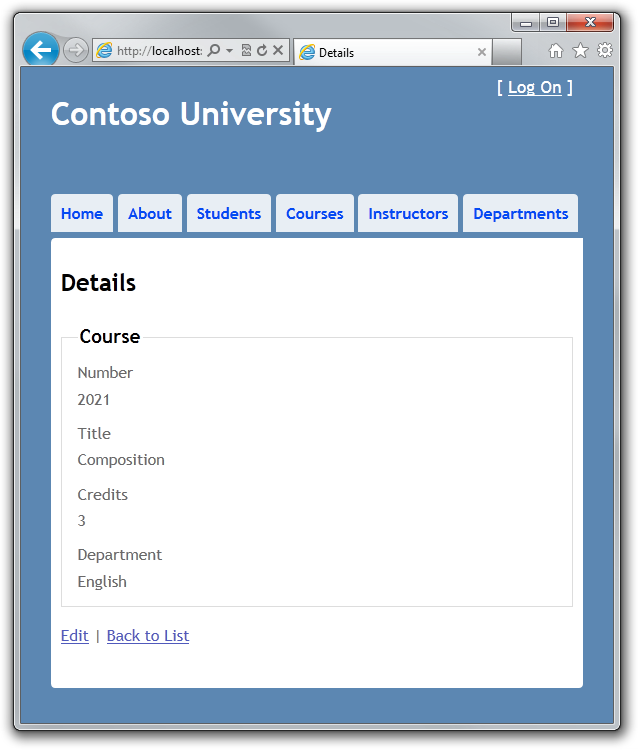 http://localhost:
Details
[ Log On ]
Contoso University
Home About Students Courses Instructors Departments
Details
Course
Number
2021
Title
Composition
Credits
3
Department
English
Edit | Back to List